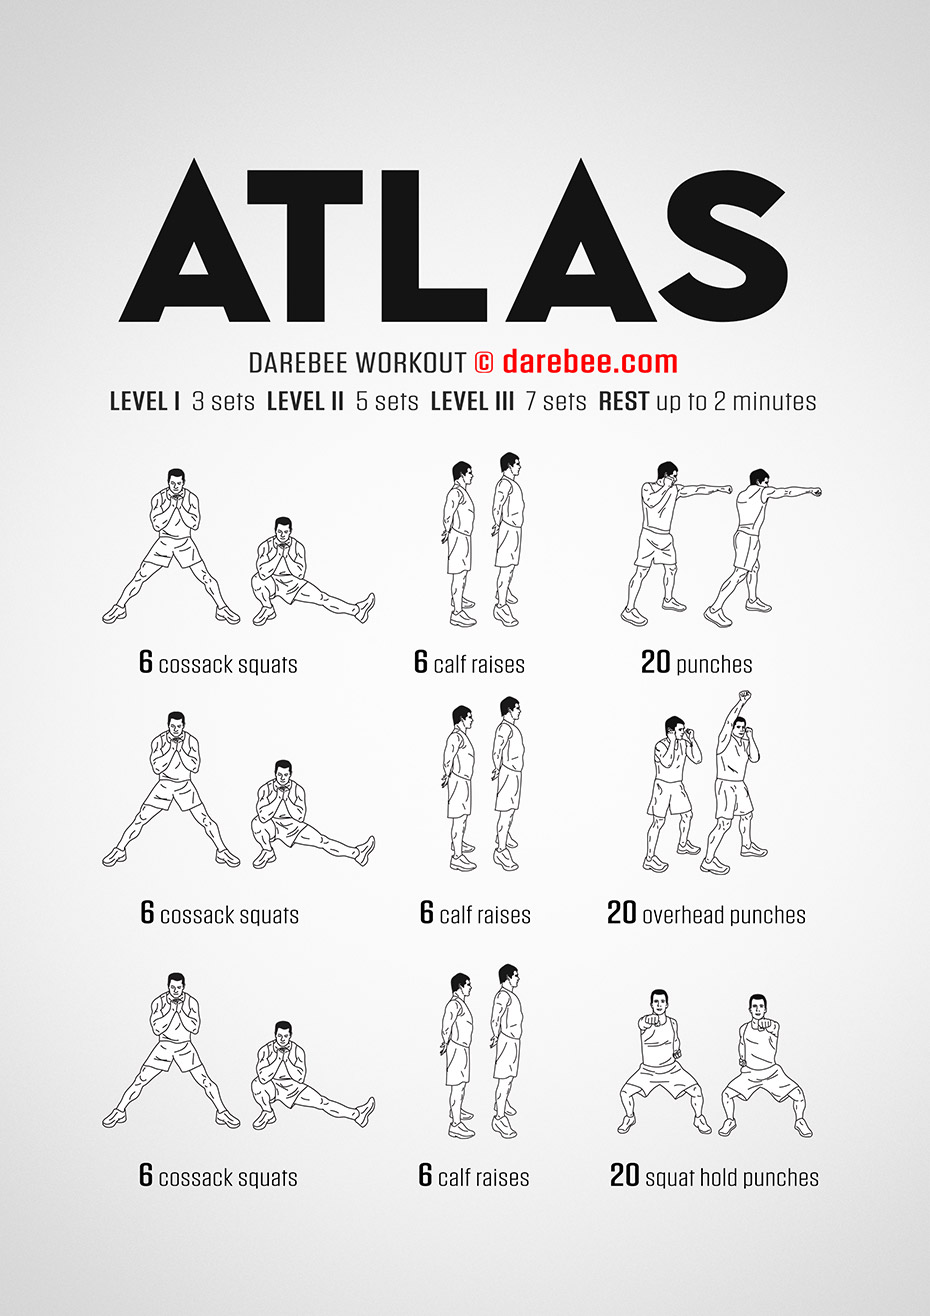 ATLAS
DAREBEE WORKOUT © darebee.com
LEVEL I 3 sets LEVEL II 5 sets LEVEL III 7 sets REST up to 2 minutes
6 cossack squats 6 calf raises 20 punches
6 cossack squats 6 calf raises 20 overhead punches
6 cossack squats 6 calf raises 20 squat hold punches